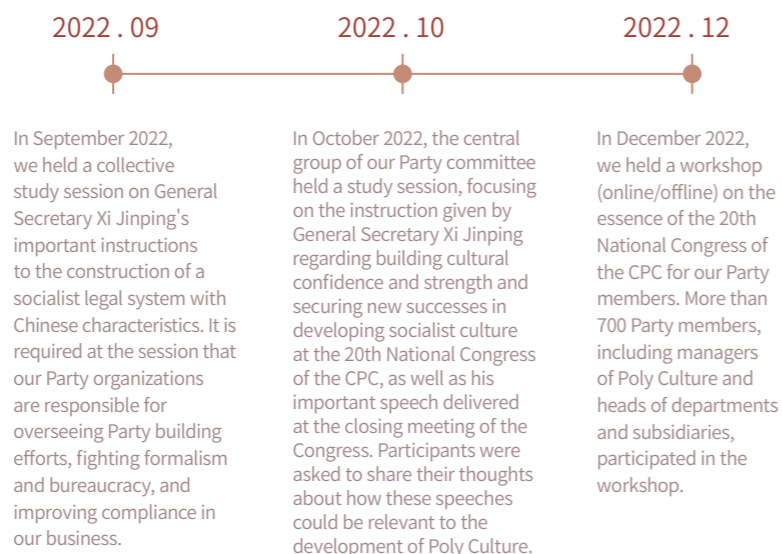 2022 . 09
In September 2022,
we held a collective
study session on General
Secretary Xi Jinping's
important instructions
to the construction of a
socialist legal system with
Chinese characteristics. It is
required at the session that
our Party organizations
are responsible for
overseeing Party building
efforts, fighting formalism
and bureaucracy, and
improving compliance in
our business.
2022 . 10
In October 2022, the central
group of our Party committee
held a study session, focusing
on the instruction given by
General Secretary Xi Jinping
regarding building cultural
confidence and strength and
securing new successes in
developing socialist culture
at the 20th National Congress
of the CPC, as well as his
important speech delivered
at the closing meeting of the
Congress. Participants were
asked to share their thoughts
about how these speeches
could be relevant to the
development of Poly Culture.
2022 . 12
In December 2022,
we held a workshop
(online/offline) on the
essence of the 20th
National Congress of
the CPC for our Party
members. More than
700 Party members,
including managers
of Poly Culture and
heads of departments
and subsidiaries,
participated in the
workshop.